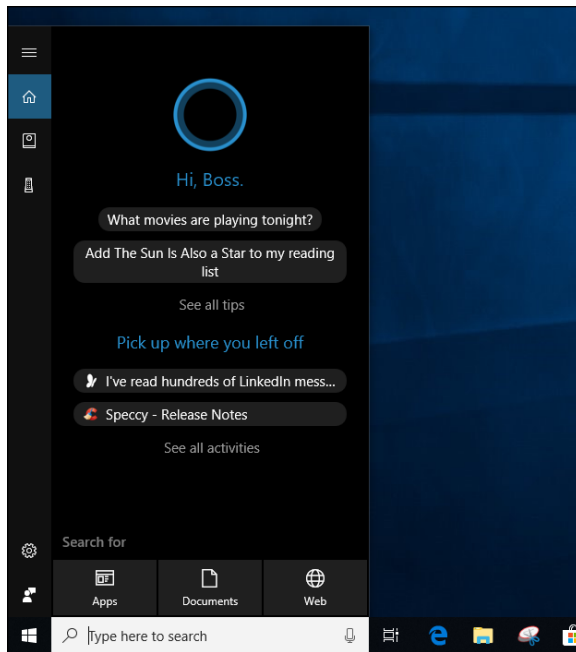 Hi, Boss.
What movies are playing tonight?
Add The Sun Is Also a Star to my reading
list
See all tips
Pick up where you left off
I've read hundreds of LinkedIn mess...
Speccy - Release Notes
See all activities
Search for
Apps Documents Web
Type here to search